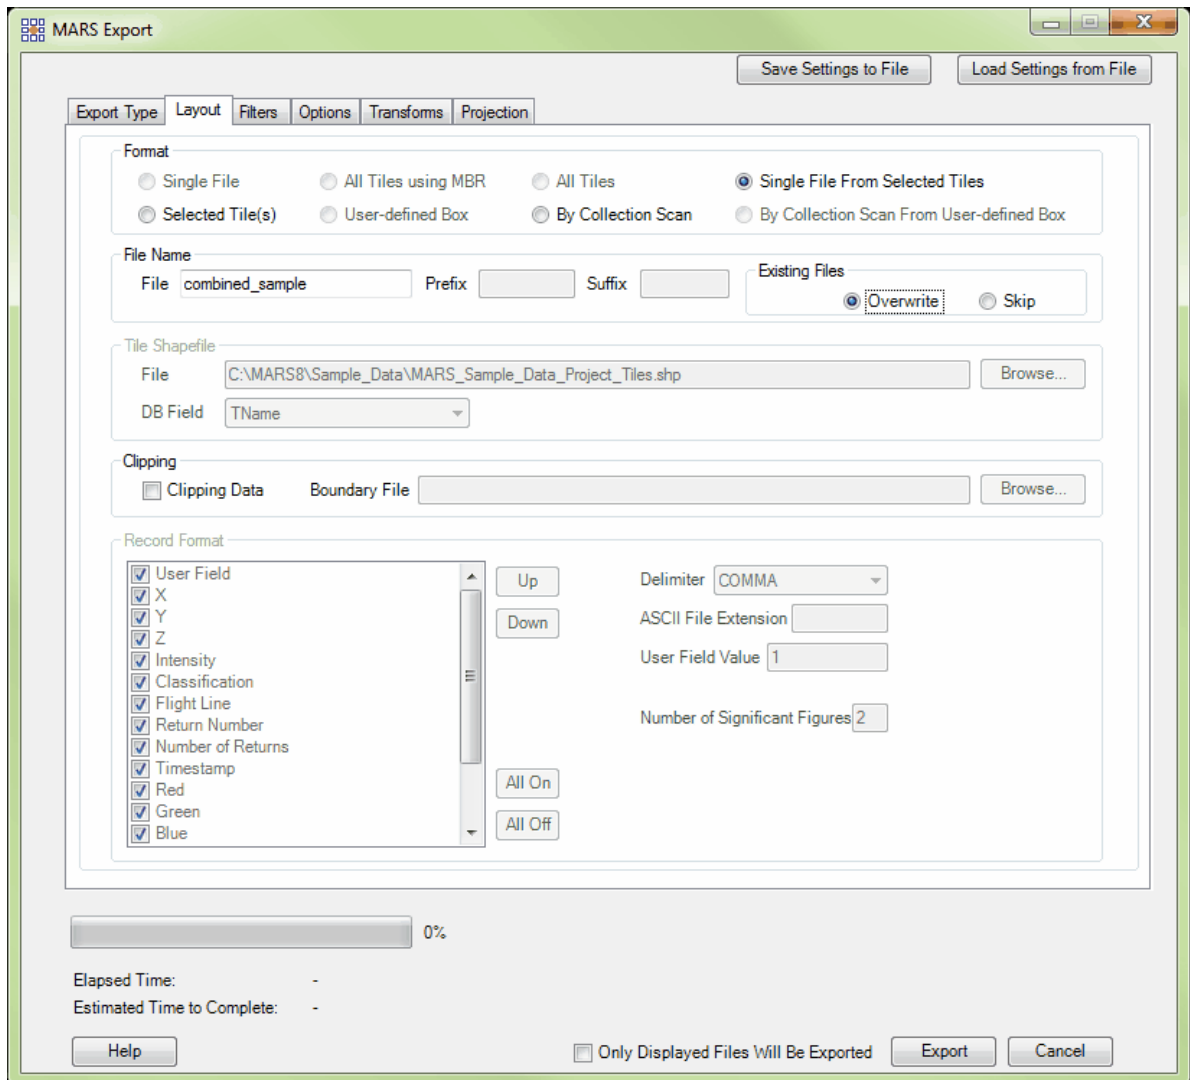 MARS Export
Save Settings to File Load Settings from File
Export Type Layout Filters Options Transforms Projection
Format
Single File All Tiles using MBR All Tiles Single File From Selected Tiles
Selected Tile(s) User-defined Box By Collection Scan By Collection Scan From User-defined Box
File Name
File combined_sample Prefix Suffix
Existing Files
Overwrite Skip
Tile Shapefile
File C:\MARS8\Sample_Data\MARS_Sample_Data_Project_Tiles.shp Browse...
DB Field TName
Clipping
Clipping Data Boundary File Browse...
Record Format
User Field
X
Y
Z
Intensity
Classification
Flight Line
Return Number
Number of Returns
Timestamp
Red
Green
Blue
Up
Down
All On
All Off
Delimiter COMMA
ASCII File Extension
User Field Value 1
Number of Significant Figures 2
0%
Elapsed Time: -
Estimated Time to Complete: -
Help Only Displayed Files Will Be Exported Export Cancel